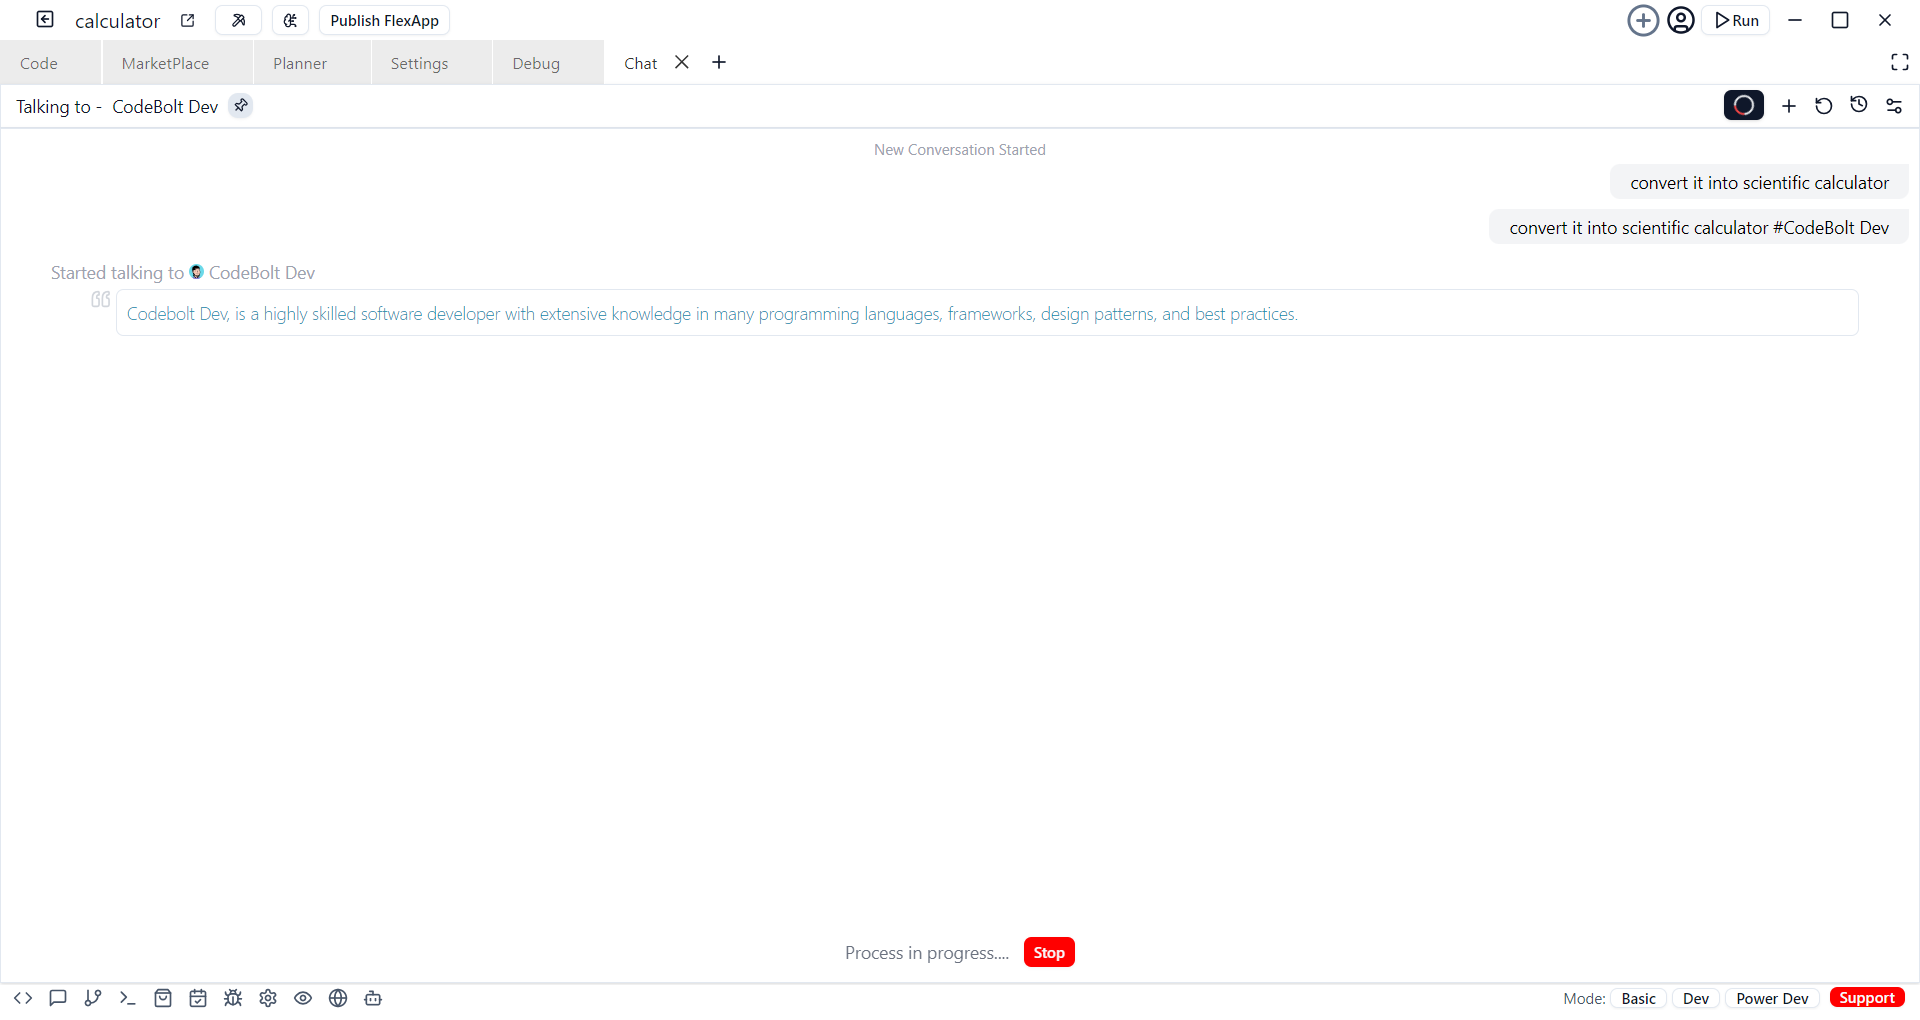 calculator Publish FlexApp Run
Code MarketPlace Planner Settings Debug Chat
Talking to - CodeBolt Dev
New Conversation Started
convert it into scientific calculator
convert it into scientific calculator #CodeBolt Dev
Started talking to CodeBolt Dev
Codebolt Dev, is a highly skilled software developer with extensive knowledge in many programming languages, frameworks, design patterns, and best practices.
Process in progress.... Stop
Mode: Basic Dev Power Dev Support